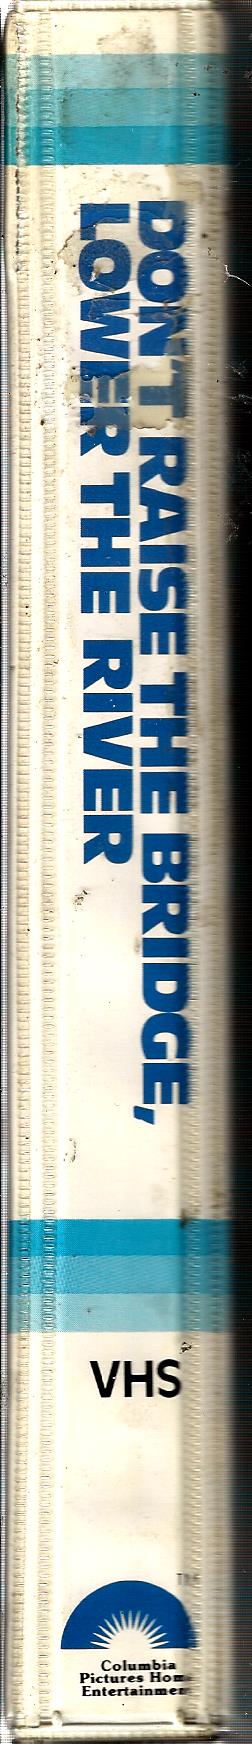 DON'T RAISE THE BRIDGE,
LOWER THE RIVER
VHS
TM
Columbia
Pictures Home
Entertainment